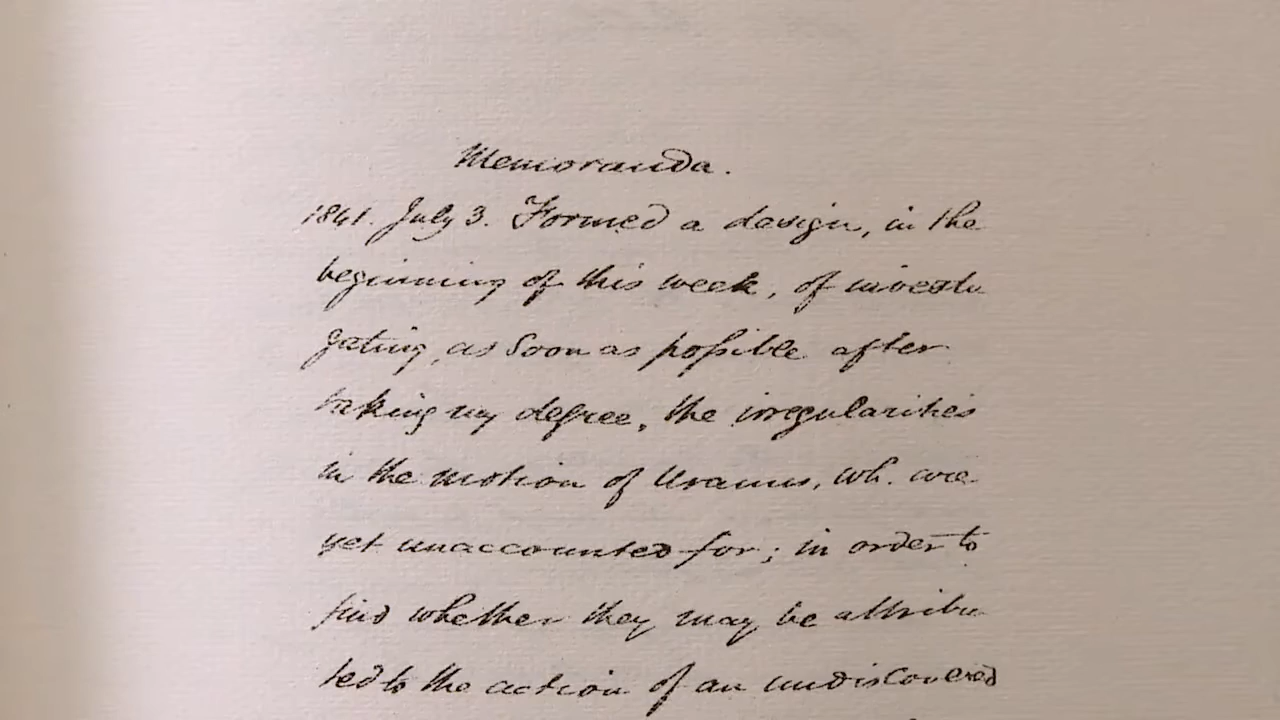 Memoranda.
1841. July 3. Formed a design, in the
beginning of this week, of investi
gating, as soon as possible after
taking my degree, the irregularities
in the motion of Uranus, wh. are
yet unaccounted for; in order to
find whether they may be attribu
ted to the action of an undiscovered